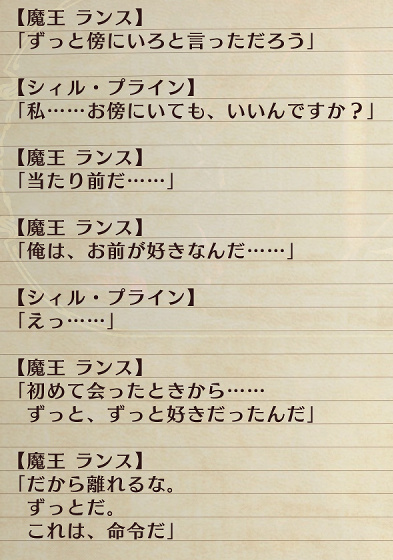 【魔王 ランス】
「ずっと傍にいろと言っただろう」
【シィル・プライン】
「私……お傍にいても、いいんですか？」
【魔王 ランス】
「当たり前だ……」
【魔王 ランス】
「俺は、お前が好きなんだ……」
【シィル・プライン】
「えっ……」
【魔王 ランス】
「初めて会ったときから……
ずっと、ずっと好きだったんだ」
【魔王 ランス】
「だから離れるな。
ずっとだ。
これは、命令だ」